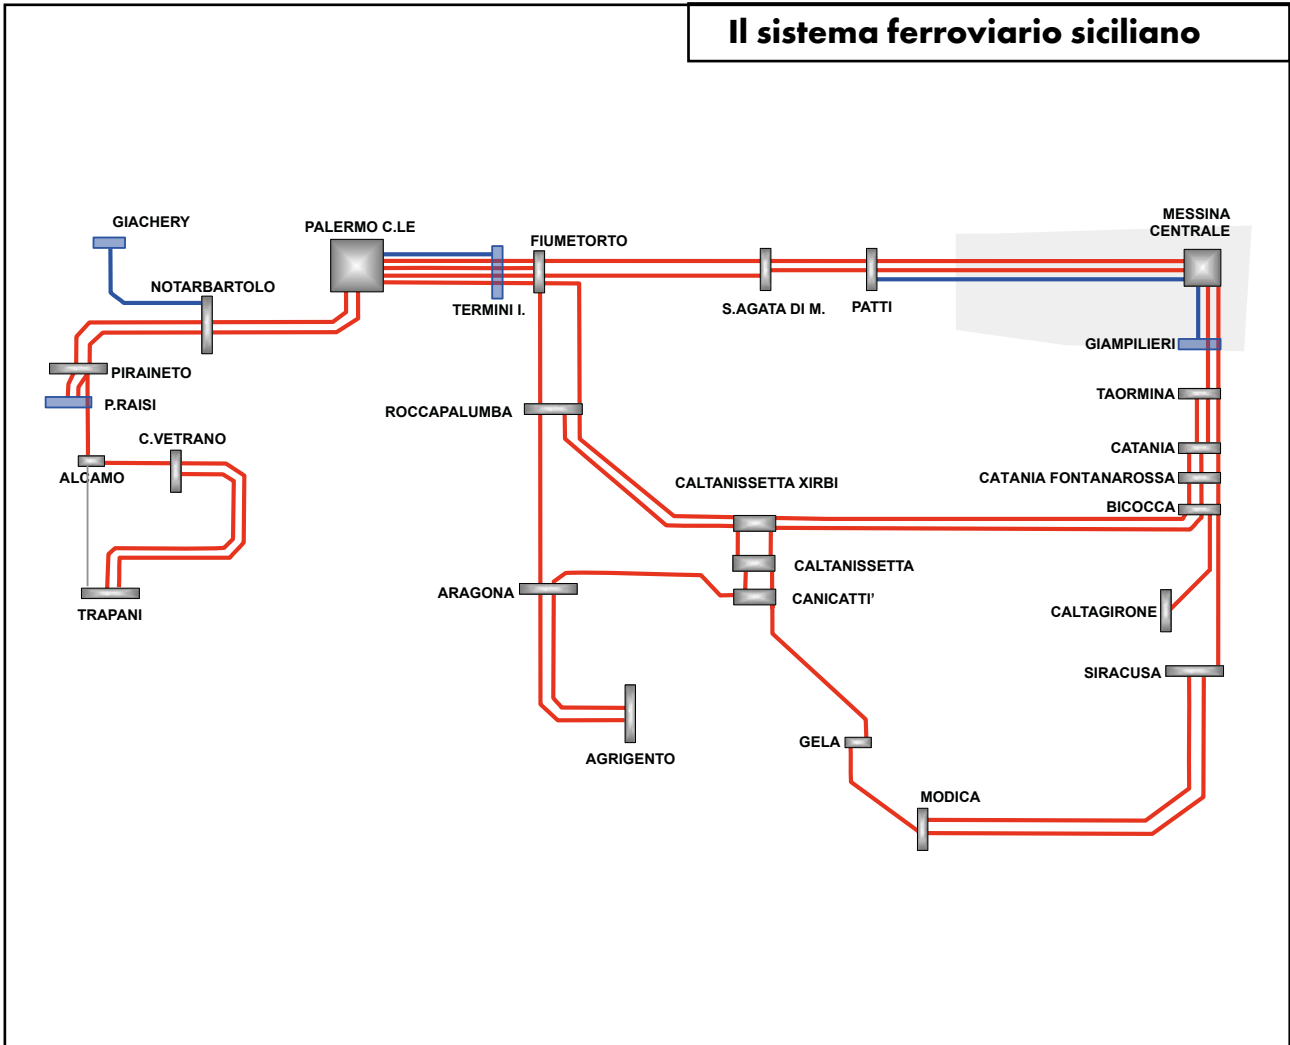 Il sistema ferroviario siciliano
GIACHERY
PALERMO C.LE
FIUMETORTO
MESSINA
CENTRALE
NOTARBARTOLO
TERMINI I.
S.AGATA DI M.
PATTI
GIAMPILIERI
PIRAINETO
P.RAISI
TAORMINA
ROCCAPALUMBA
C.VETRANO
CATANIA
ALCAMO
CALTANISSETTA XIRBI
CATANIA FONTANAROSSA
BICOCCA
CALTANISSETTA
ARAGONA
CANICATTI’
TRAPANI
CALTAGIRONE
SIRACUSA
GELA
AGRIGENTO
MODICA